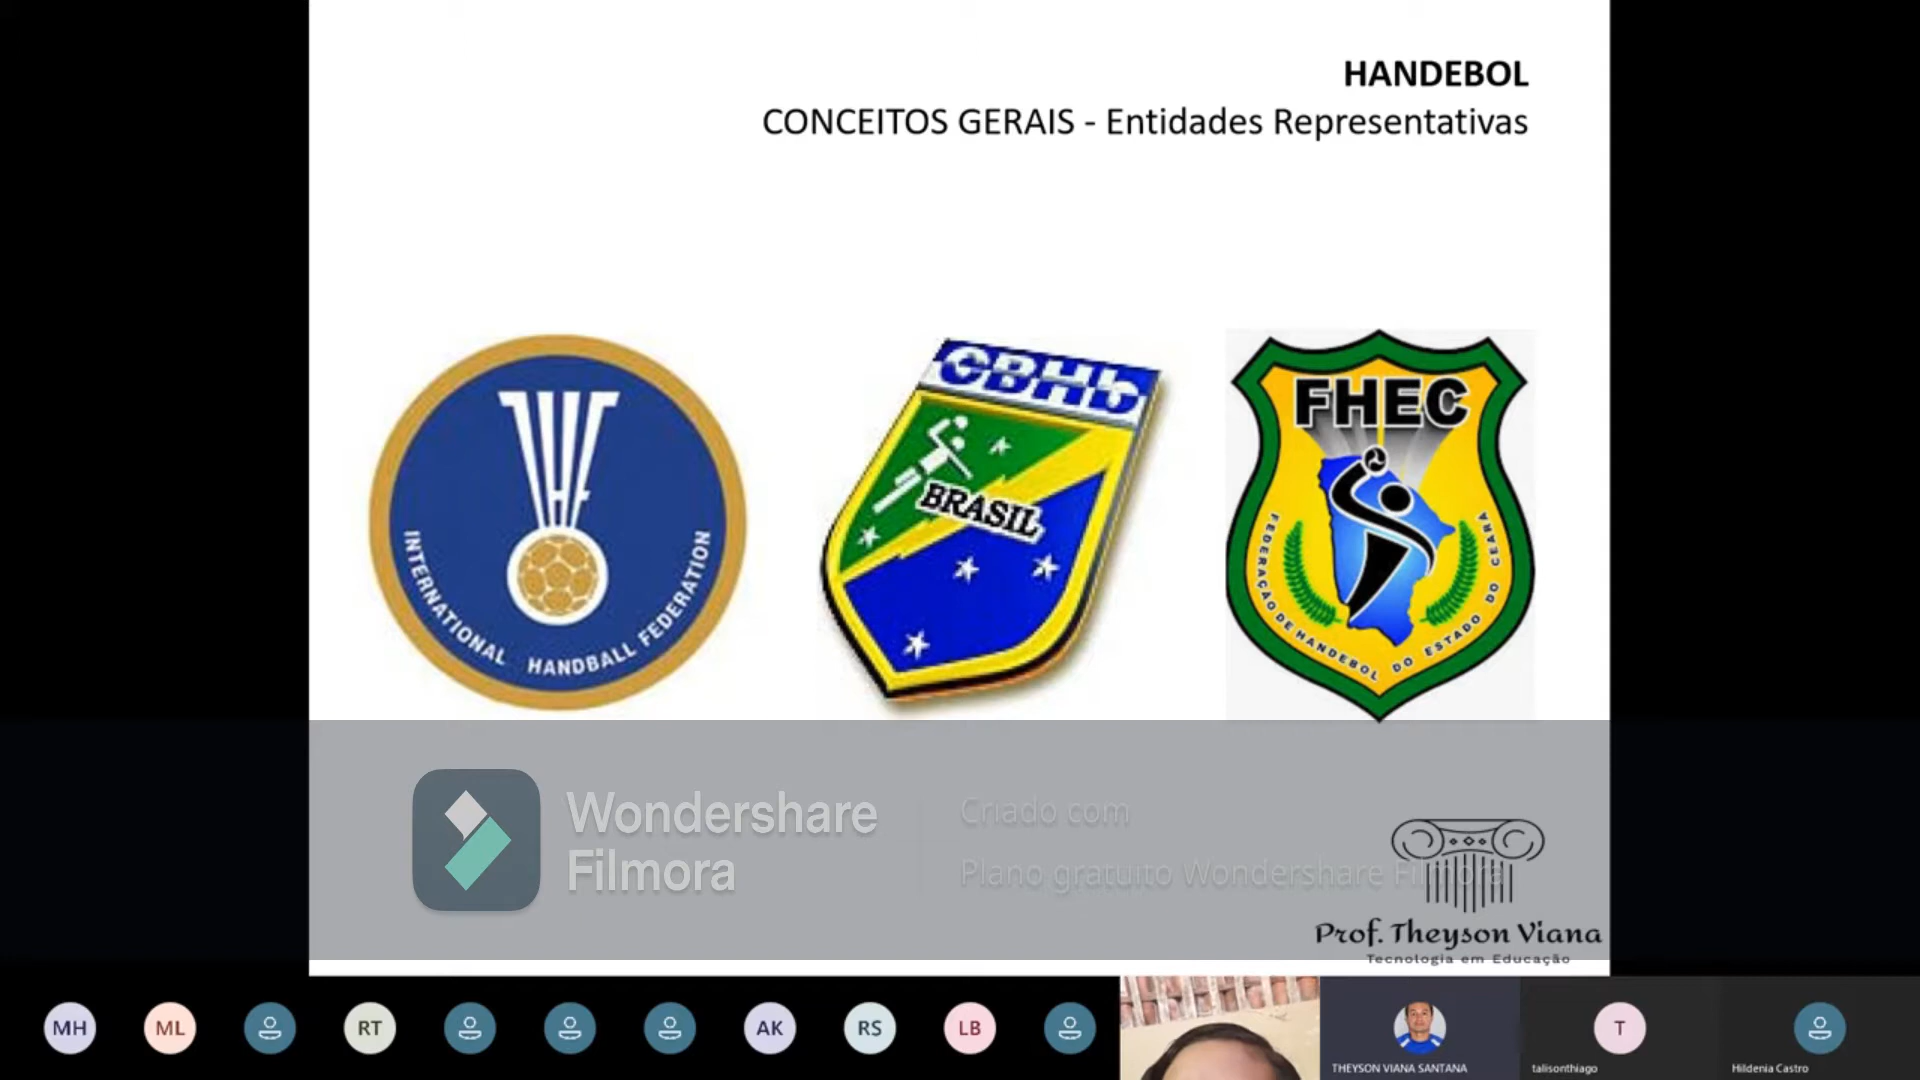 HANDEBOL
CONCEITOS GERAIS - Entidades Representativas
IHF
INTERNATIONAL HANDBALL FEDERATION
CBHb
BRASIL
FHEC
FEDERAÇÃO DE HANDEBOL DO ESTADO DO CEARÁ
Wondershare
Filmora
Criado com
Plano gratuito Wondershare Filmora
Prof. Theyson Viana
Tecnologia em Educação
MH
ML
RT
AK
RS
LB
T
THEYSON VIANA SANTANA
talisonthiago
Hildenia Castro